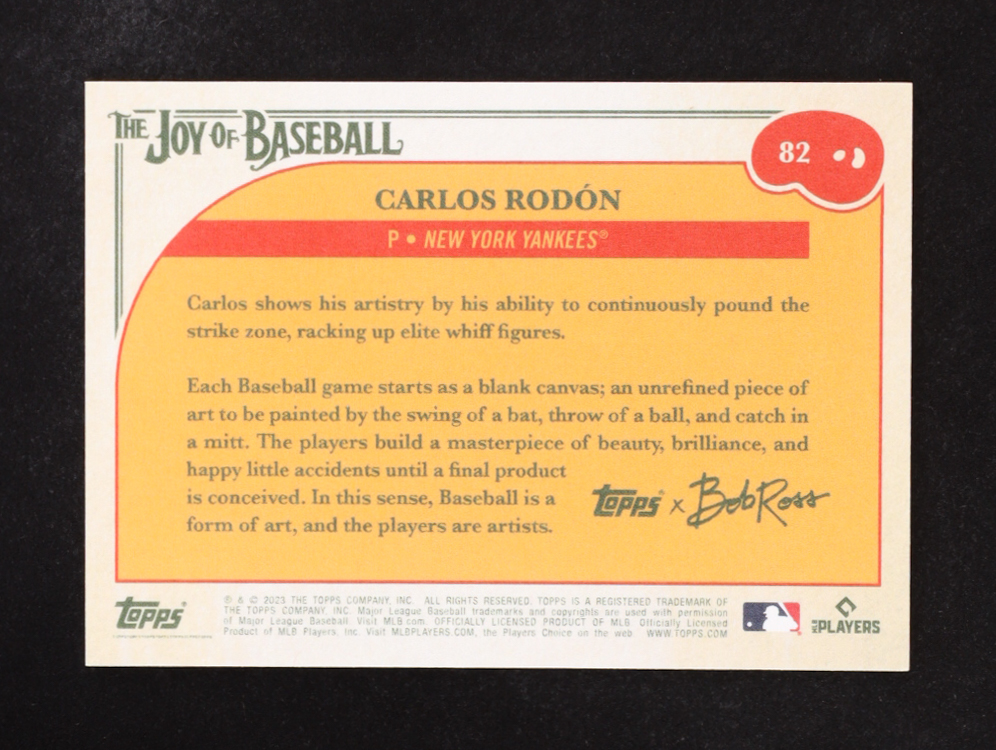 THE JOY OF BASEBALL
82
CARLOS RODÓN
P • NEW YORK YANKEES®
Carlos shows his artistry by his ability to continuously pound the
strike zone, racking up elite whiff figures.
Each Baseball game starts as a blank canvas; an unrefined piece of
art to be painted by the swing of a bat, throw of a ball, and catch in
a mitt. The players build a masterpiece of beauty, brilliance, and
happy little accidents until a final product
is conceived. In this sense, Baseball is a
form of art, and the players are artists.
topps x Bob Ross
topps®
® & © 2023 THE TOPPS COMPANY, INC. ALL RIGHTS RESERVED. TOPPS IS A REGISTERED TRADEMARK OF
THE TOPPS COMPANY, INC. Major League Baseball trademarks and copyrights are used with permission
of Major League Baseball. Visit MLB.com. OFFICIALLY LICENSED PRODUCT OF MLB. Officially Licensed
Product of MLB Players, Inc. Visit MLBPLAYERS.COM, the Players Choice on the web. WWW.TOPPS.COM
MLB PLAYERS